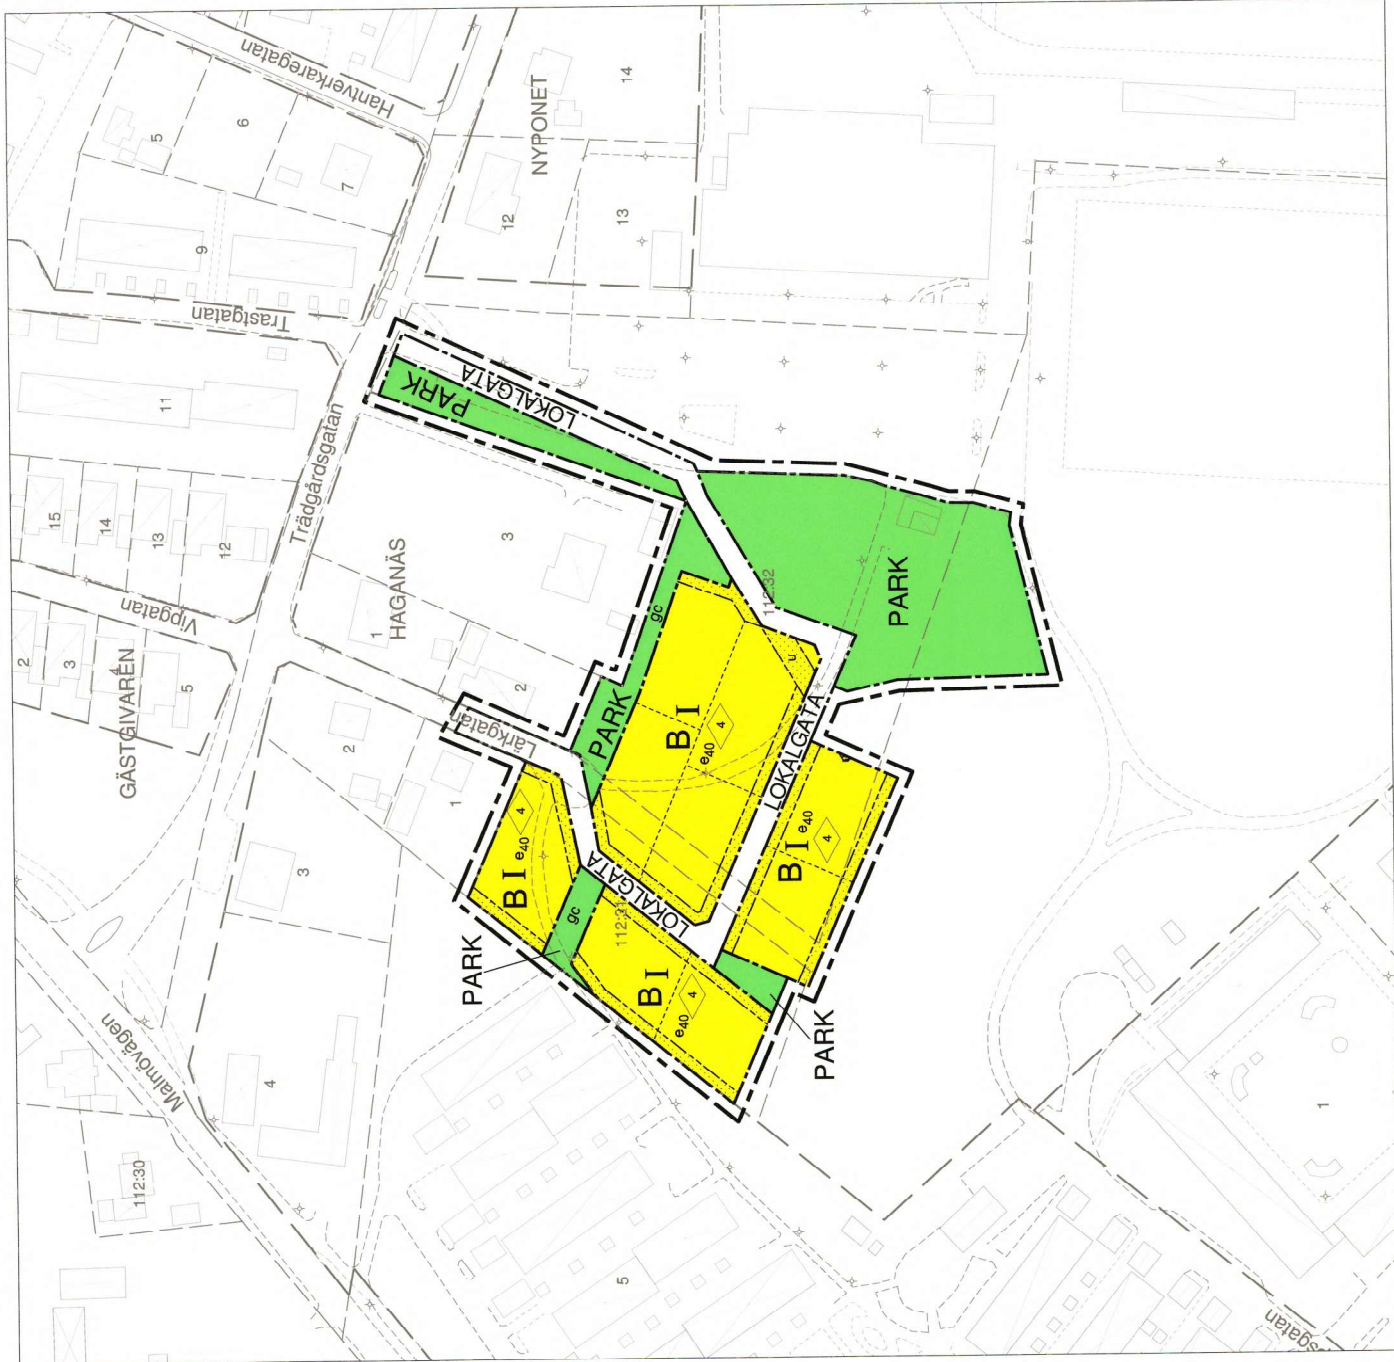 Hantverkaregatan
5
6
7
9
Trastgatan
NYPONET
14
12
13
11
Trädgårdsgatan
15
14
13
12
Vipgatan
2
3
4
5
GÄSTGIVAREN
HAGANÄS
1
2
3
Lärkgatan
2
1
3
4
Malmövägen
112:30
5
1
PARK
LOKALGATA
PARK
gc
PARK
112:32
B I
e40
4
u
LOKALGATA
B I
e40
4
B I
e40
4
LOKALGATA
gc
PARK
112:31
B I
e40
4
PARK
sgatan